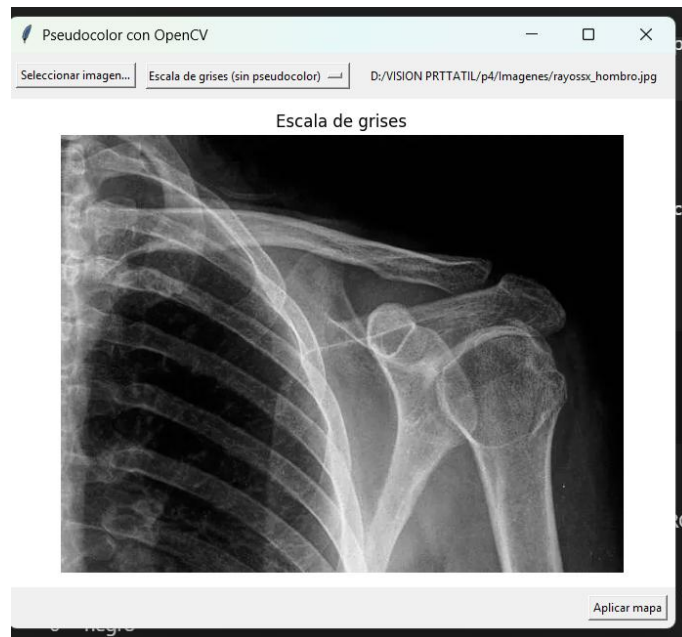 Pseudocolor con OpenCV
Seleccionar imagen... Escala de grises (sin pseudocolor) D:/VISION PRTTATIL/p4/Imagenes/rayossx_hombro.jpg
Escala de grises
Aplicar mapa
negro